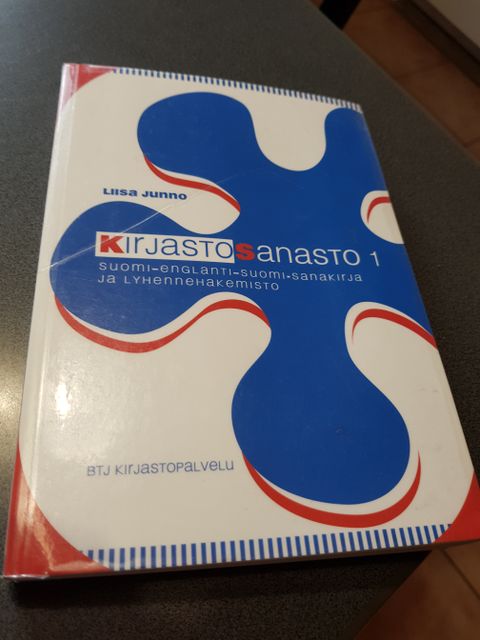 Liisa Junno
KirjastoSanasto 1
suomi-englanti-suomi-sanakirja
ja lyhennehakemisto
BTJ Kirjastopalvelu